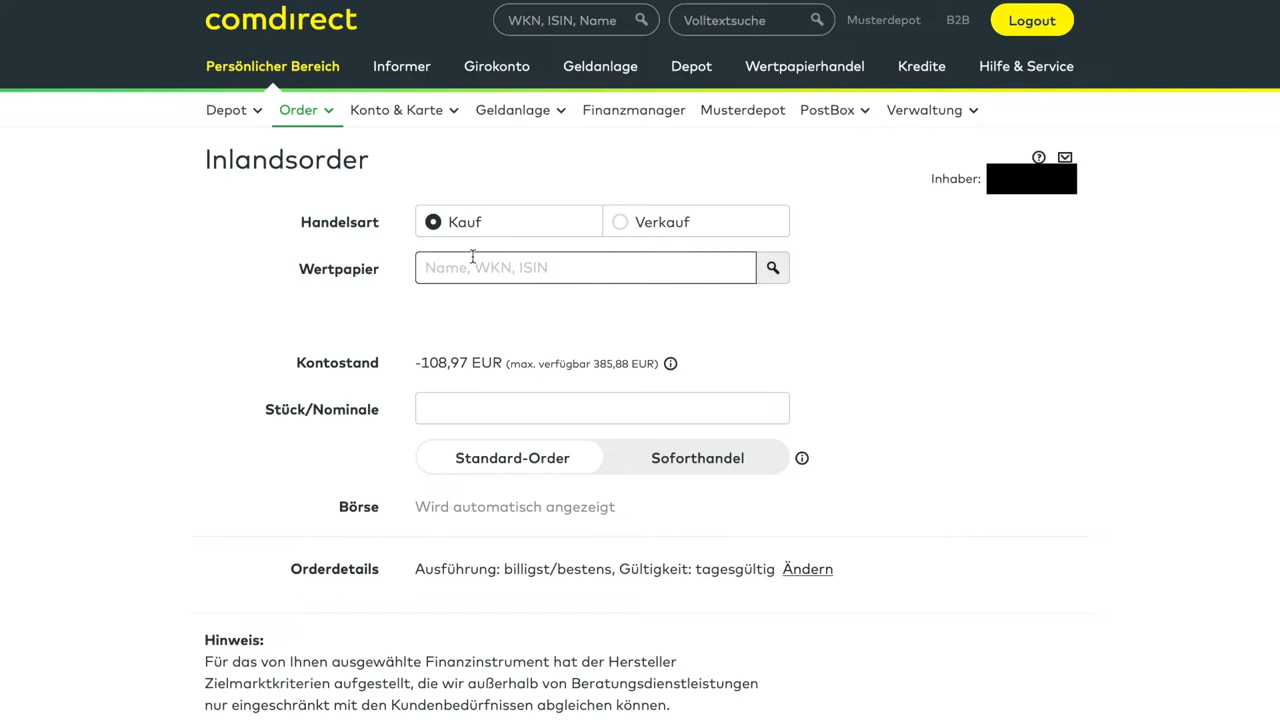 comdirect
WKN, ISIN, Name
Volltextsuche
Musterdepot
B2B
Logout
Persönlicher Bereich
Informer
Girokonto
Geldanlage
Depot
Wertpapierhandel
Kredite
Hilfe & Service
Depot
Order
Konto & Karte
Geldanlage
Finanzmanager
Musterdepot
PostBox
Verwaltung
Inlandsorder
Inhaber:
Handelsart
Kauf
Verkauf
Wertpapier
Name, WKN, ISIN
Kontostand
-108,97 EUR (max. verfügbar 385,88 EUR)
Stück/Nominale
Standard-Order
Soforthandel
Börse
Wird automatisch angezeigt
Orderdetails
Ausführung: billigst/bestens, Gültigkeit: tagesgültig Ändern
Hinweis:
Für das von Ihnen ausgewählte Finanzinstrument hat der Hersteller
Zielmarktkriterien aufgestellt, die wir außerhalb von Beratungsdienstleistungen
nur eingeschränkt mit den Kundenbedürfnissen abgleichen können.